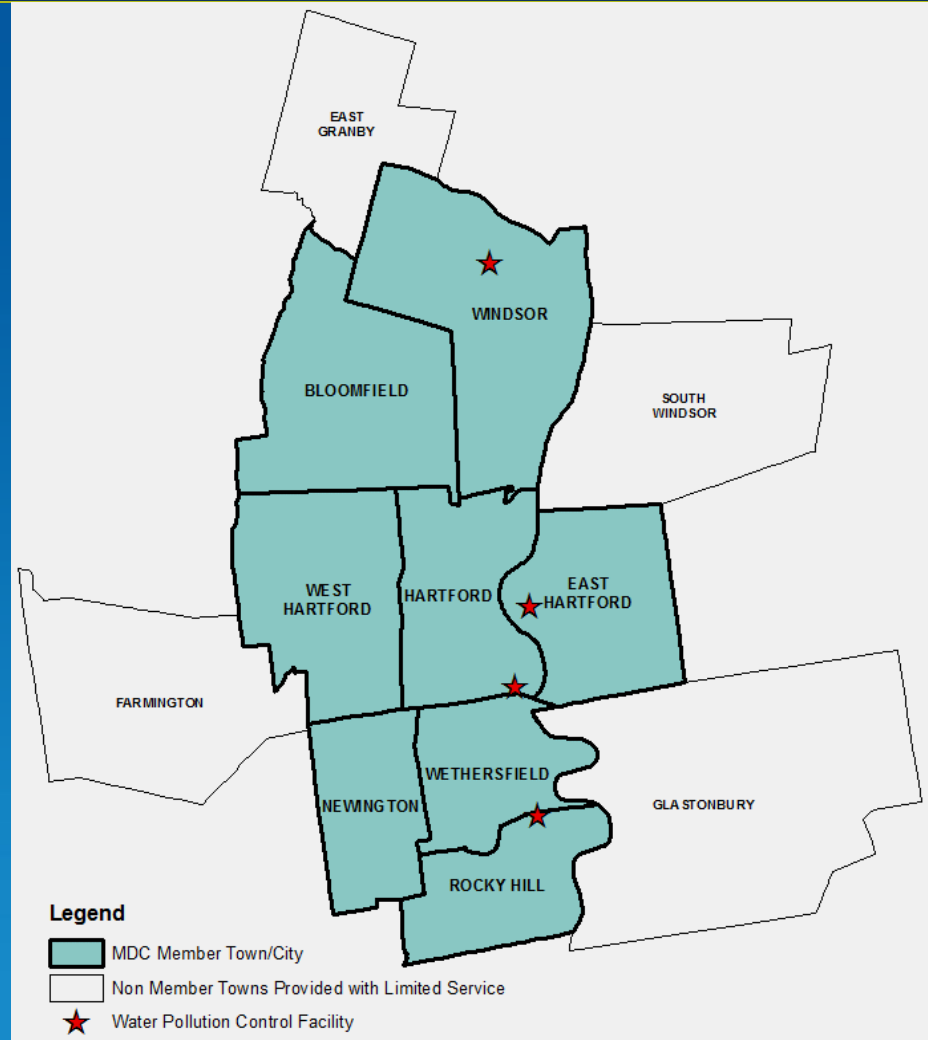 EAST
GRANBY
WINDSOR
BLOOMFIELD
SOUTH
WINDSOR
WEST
HARTFORD
HARTFORD
EAST
HARTFORD
FARMINGTON
WETHERSFIELD
NEWINGTON
GLASTONBURY
ROCKY HILL
Legend
MDC Member Town/City
Non Member Towns Provided with Limited Service
Water Pollution Control Facility